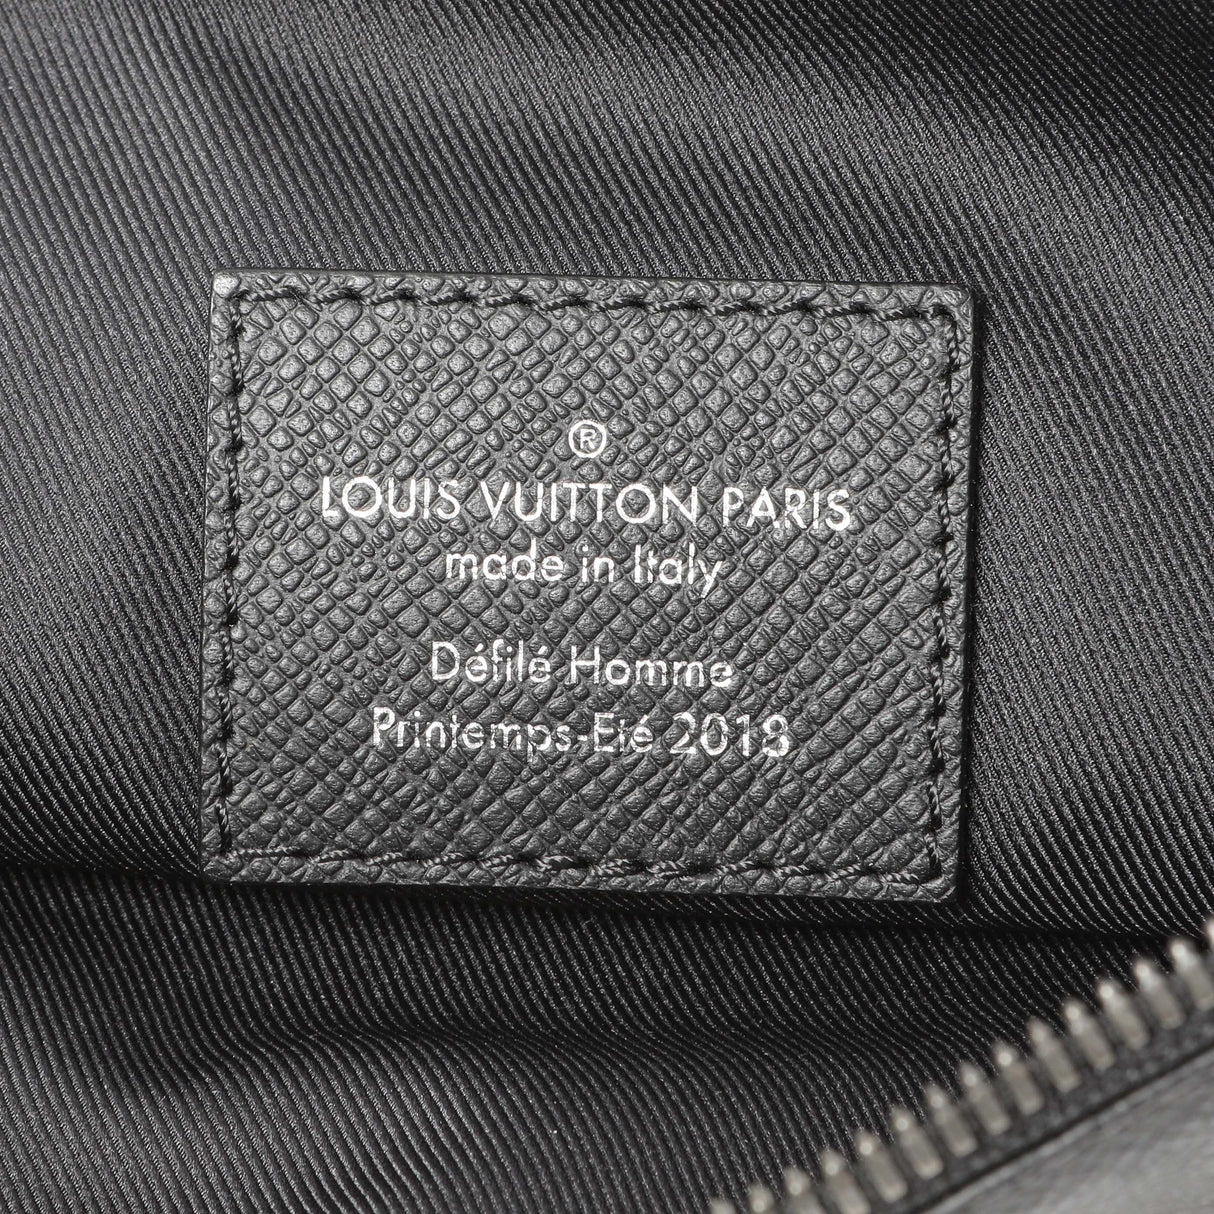 ®
LOUIS VUITTON PARIS
made in Italy
Défilé Homme
Printemps-Eté 2018